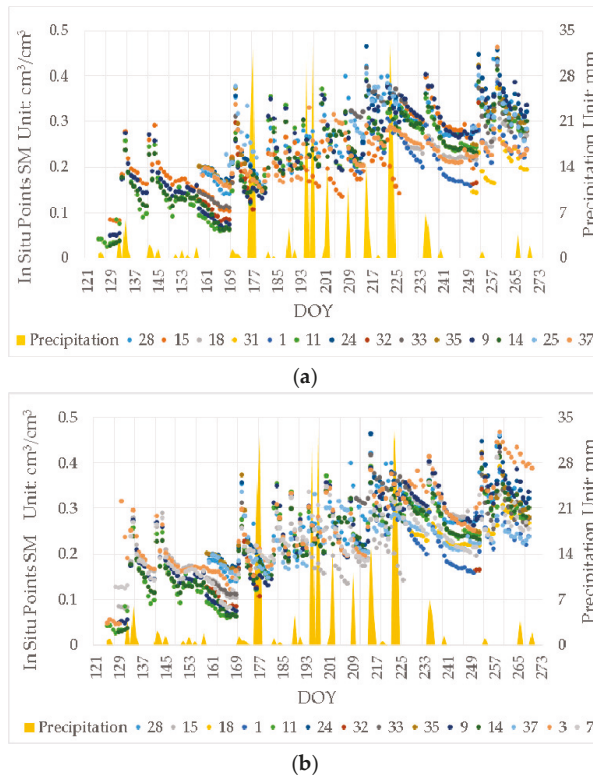 In Situ Points SM Unit: cm³/cm³
0.5
0.4
0.3
0.2
0.1
0
35
28
21
14
7
0
Precipitation Unit: mm
121 129 137 145 153 161 169 177 185 193 201 209 217 225 233 241 249 257 265 273
DOY
Precipitation 28 15 18 31 1 11 24 32 33 35 9 14 25 37
(a)
In Situ Points SM Unit: cm³/cm³
0.5
0.4
0.3
0.2
0.1
0
35
28
21
14
7
0
Precipitation Unit: mm
121 129 137 145 153 161 169 177 185 193 201 209 217 225 233 241 249 257 265 273
DOY
Precipitation 28 15 18 1 11 24 32 33 35 9 14 37 3 7
(b)